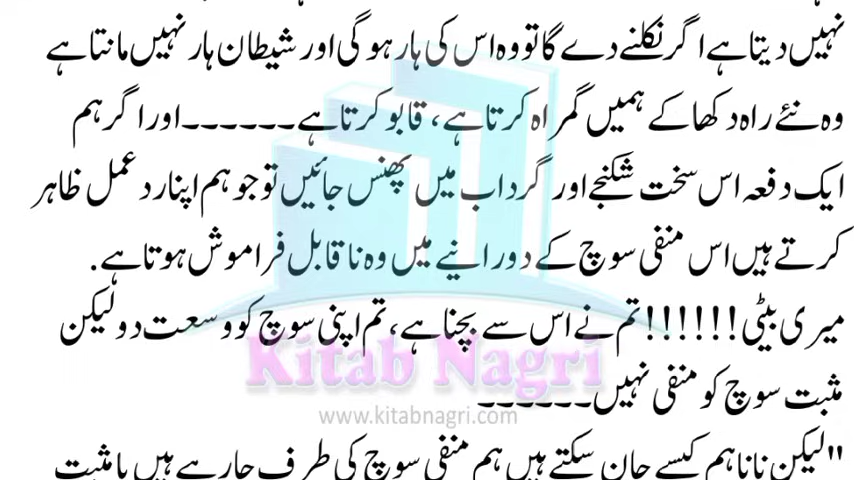 نہیں دیتا ہے اگر نکلنے دے گا تو وہ اس کی ہار ہوگی اور شیطان ہار نہیں مانتا ہے
وہ نئے راہ دکھا کے ہمیں گمراہ کرتا ہے، قابو کرتا ہے۔۔۔۔۔۔اور اگر ہم
ایک دفعہ اس سخت شکنجے اور گرداب میں پھنس جائیں تو جو ہم اپنا رد عمل ظاہر
کرتے ہیں اس منفی سوچ کے دورانیے میں وہ ناقابل فراموش ہوتا ہے.
میری بیٹی!!!!!! تم نے اس سے بچنا ہے، تم اپنی سوچ کو وسعت دو لیکن
Kitab Nagri
مثبت سوچ کو منفی نہیں۔۔۔۔۔۔
www.kitabnagri.com
"لیکن نانا ہم کیسے جان سکتے ہیں ہم منفی سوچ کی طرف جا رہے ہیں یا مثبت